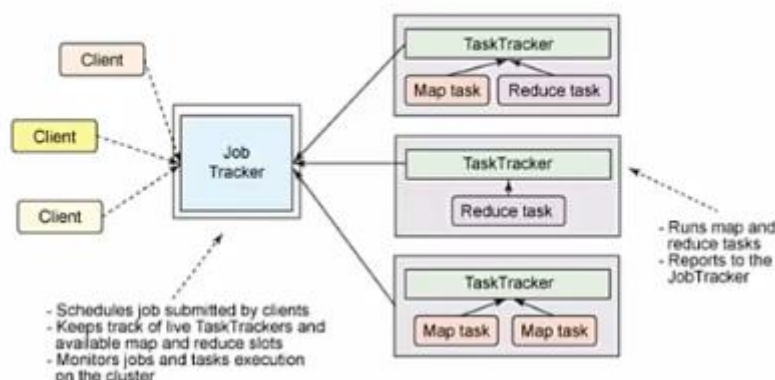 Client
Client
Client
Job
Tracker
TaskTracker
Map task
Reduce task
TaskTracker
Reduce task
TaskTracker
Map task
Map task
- Schedules job submitted by clients
- Keeps track of live TaskTrackers and
available map and reduce slots
- Monitors jobs and tasks execution
on the cluster
- Runs map and
reduce tasks
- Reports to the
JobTracker